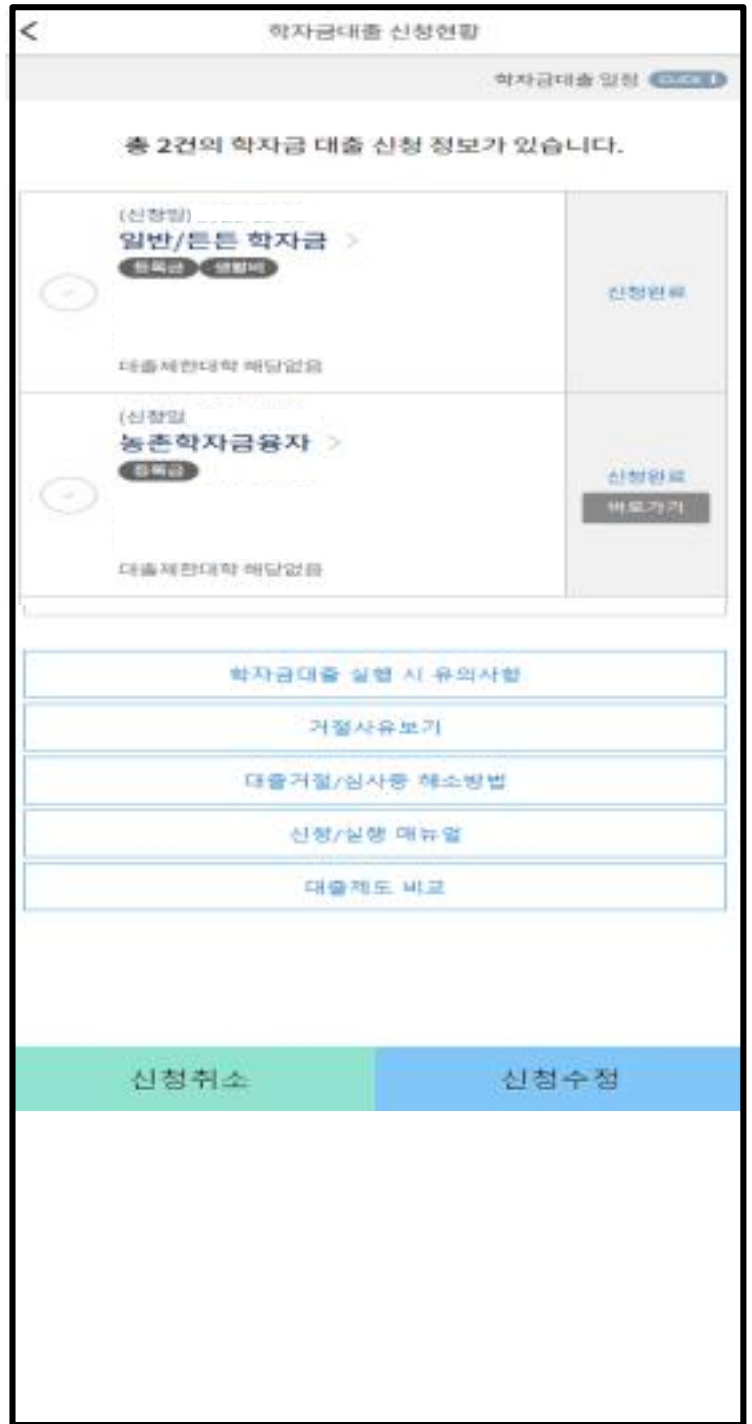 학자금대출 신청현황
학자금대출 일정 CLICK
총 2건의 학자금 대출 신청 정보가 있습니다.
(신청일)
일반/든든 학자금 >
등록금 생활비
신청완료
대출제한대학 해당없음
(신청일
농촌학자금융자 >
등록금
신청완료
바로가기
대출제한대학 해당없음
학자금대출 실행 시 유의사항
거절사유보기
대출거절/심사중 해소방법
신청/실행 매뉴얼
대출제도 비교
신청취소
신청수정